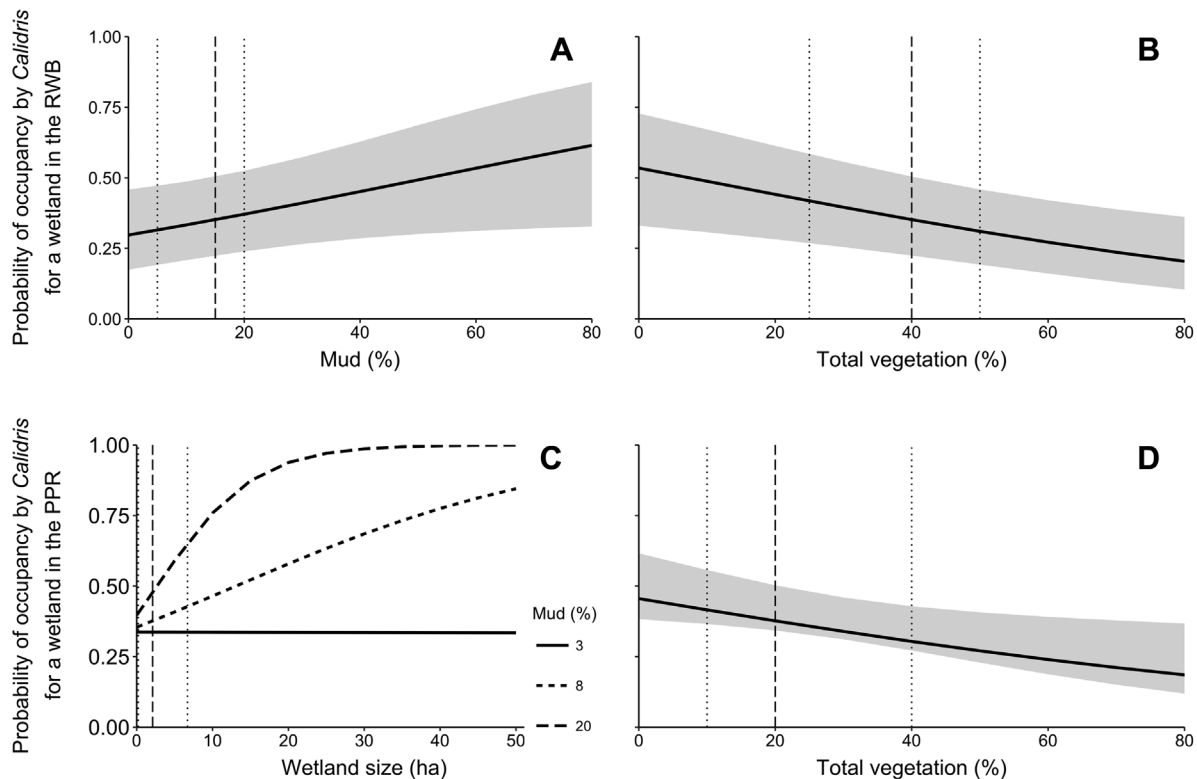 Probability of occupancy by Calidris
for a wetland in the RWB
1.00
0.75
0.50
0.25
0.00
A
0 20 40 60 80
Mud (%)
B
0 20 40 60 80
Total vegetation (%)
Probability of occupancy by Calidris
for a wetland in the PPR
1.00
0.75
0.50
0.25
0.00
C
Mud (%)
3
8
20
0 10 20 30 40 50
Wetland size (ha)
D
0 20 40 60 80
Total vegetation (%)